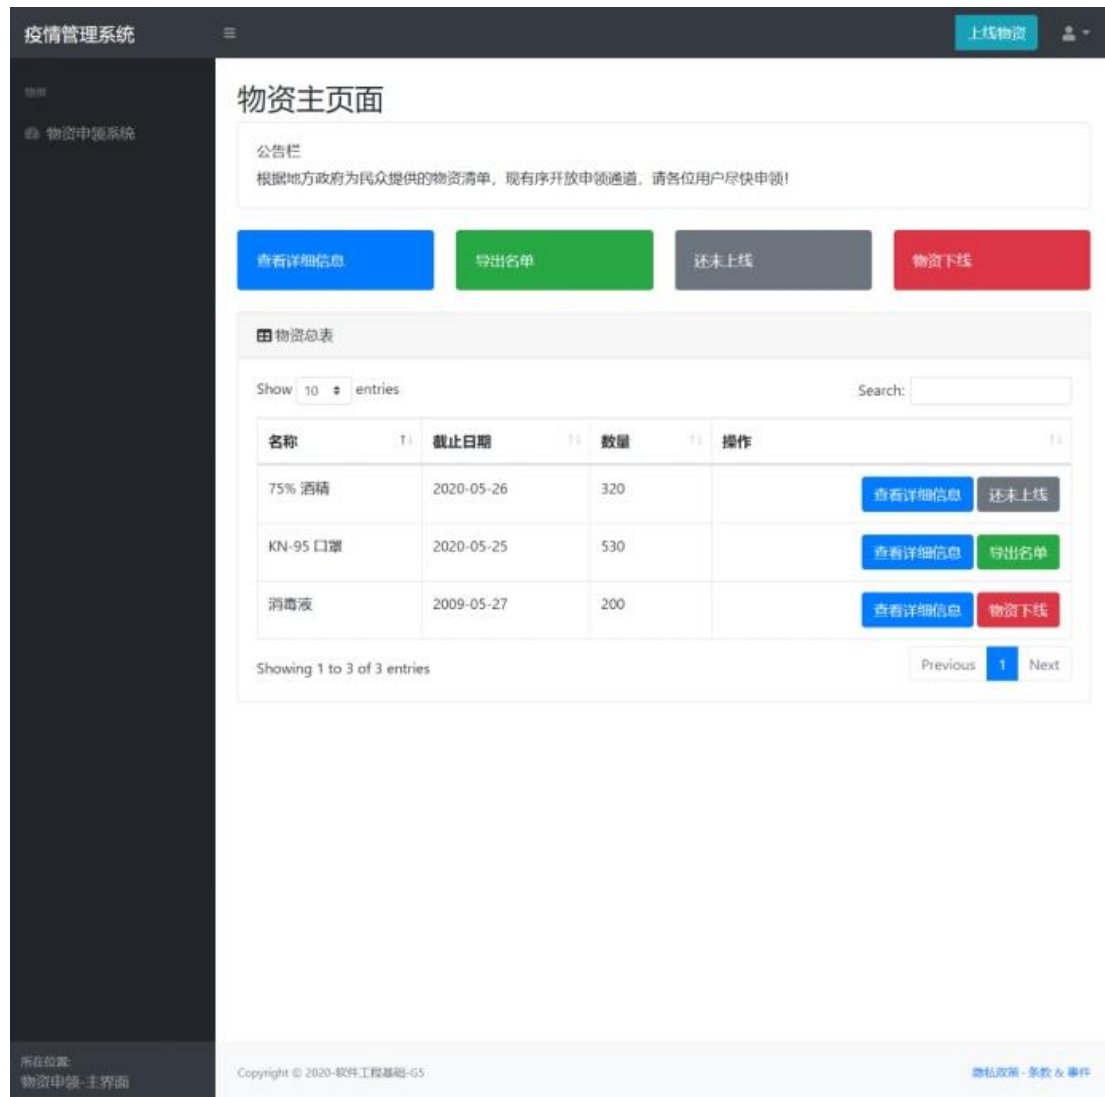 疫情管理系统
上线物资
物资
物资申领系统
物资主页面
公告栏
根据地方政府为民众提供的物资清单，现有序开放申领通道，请各位用户尽快申领！
查看详细信息 导出名单 还未上线 物资下线
物资总表
Show 10 entries Search:
名称 截止日期 数量 操作
75% 酒精 2020-05-26 320 查看详细信息 还未上线
KN-95 口罩 2020-05-25 530 查看详细信息 导出名单
消毒液 2009-05-27 200 查看详细信息 物资下线
Showing 1 to 3 of 3 entries Previous 1 Next
所在位置:
物资申领-主界面
Copyright © 2020-软件工程基础-G5 隐私政策 · 条款 & 事件